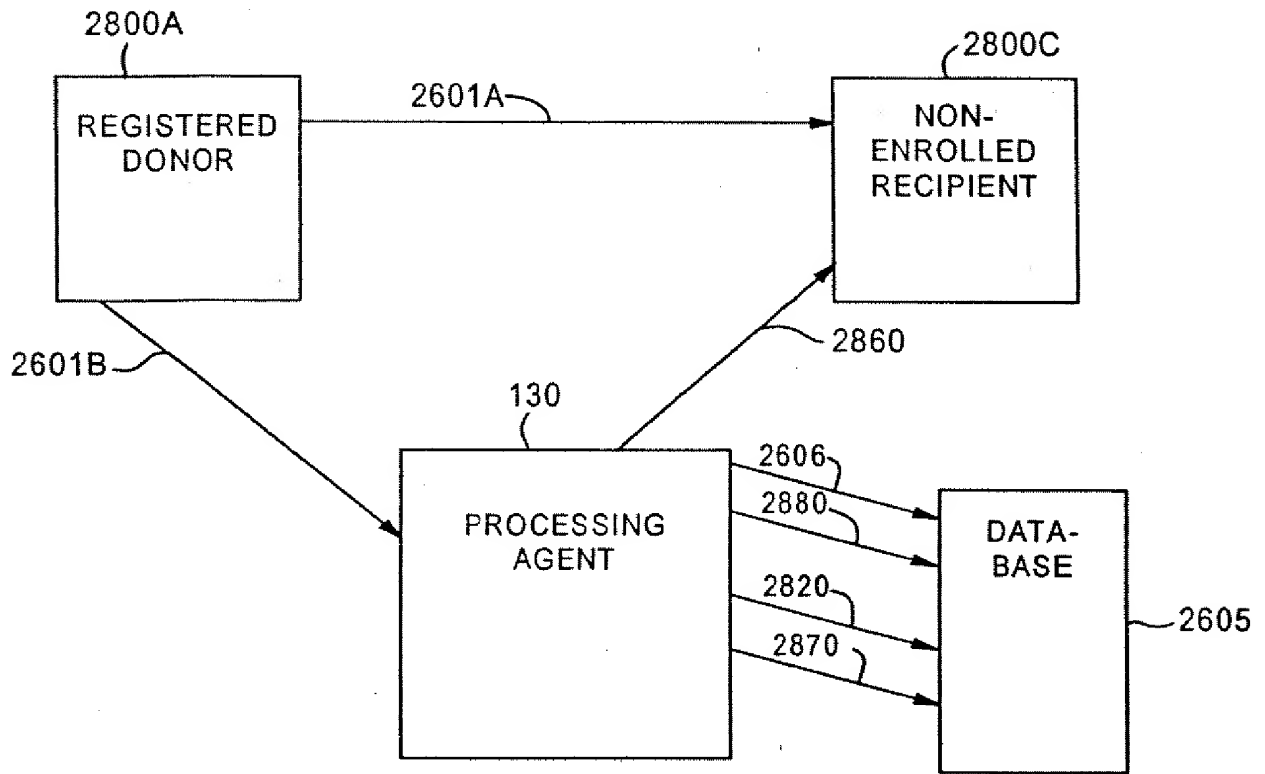 2800A
2800C
2601A
REGISTERED
DONOR
NON-
ENROLLED
RECIPIENT
2601B
2860
130
2606
2880
2820
2870
PROCESSING
AGENT
DATA-
BASE
2605